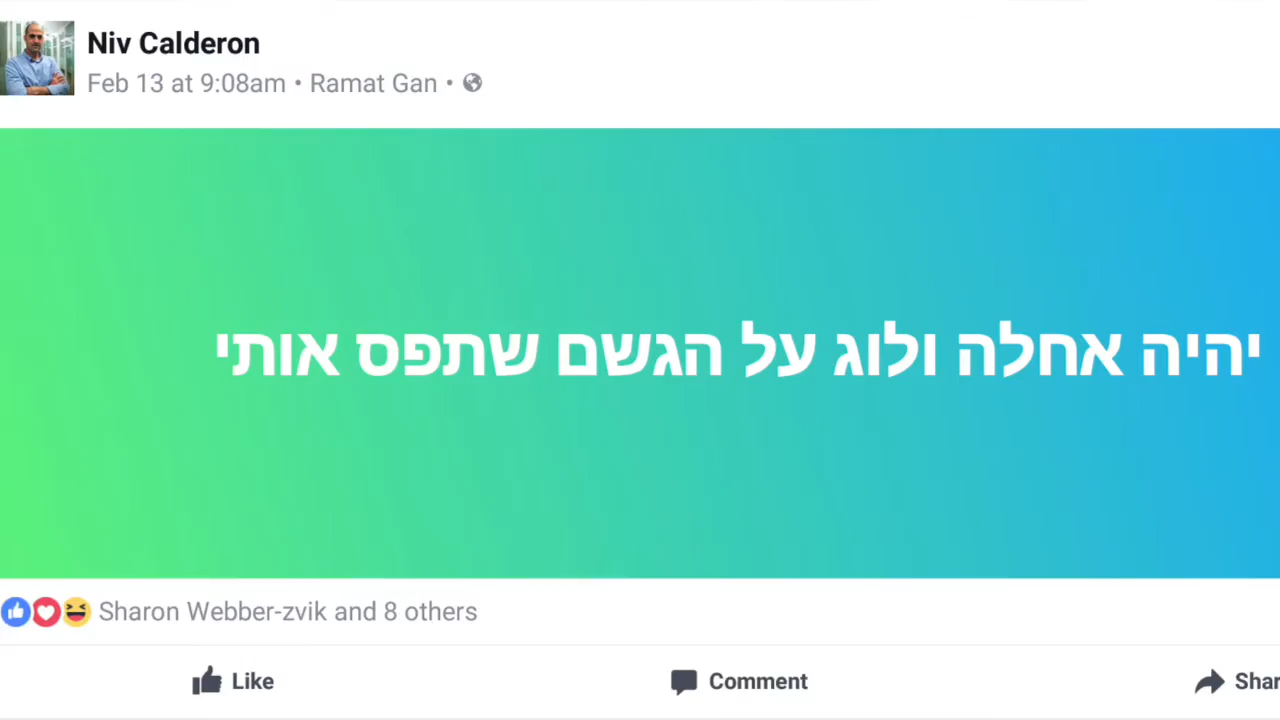 Niv Calderon
Feb 13 at 9:08am • Ramat Gan •
יהיה אחלה ולוג על הגשם שתפס אותי
Sharon Webber-zvik and 8 others
Like Comment